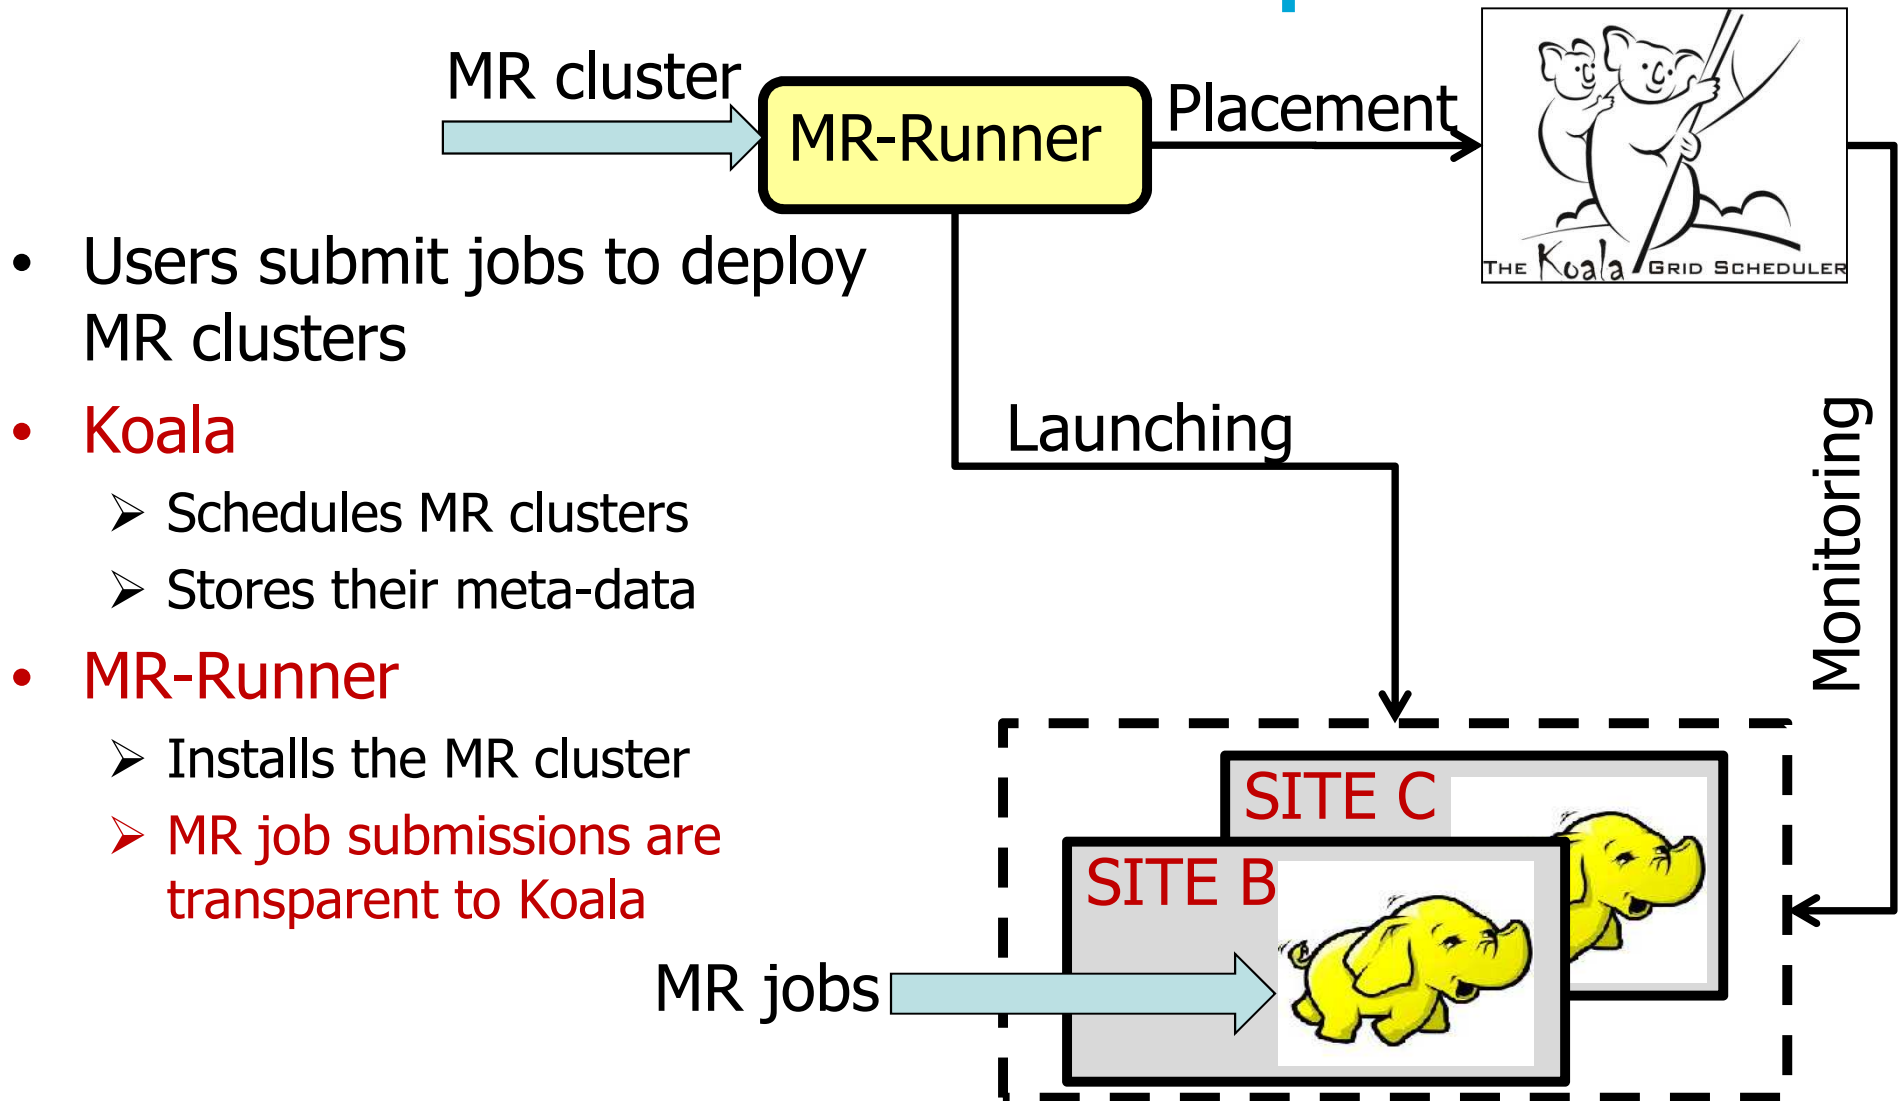 MR cluster
MR-Runner
Placement
THE Koala GRID SCHEDULER
• Users submit jobs to deploy
MR clusters
• Koala
➢ Schedules MR clusters
➢ Stores their meta-data
• MR-Runner
➢ Installs the MR cluster
➢ MR job submissions are
transparent to Koala
Launching
Monitoring
SITE C
SITE B
MR jobs